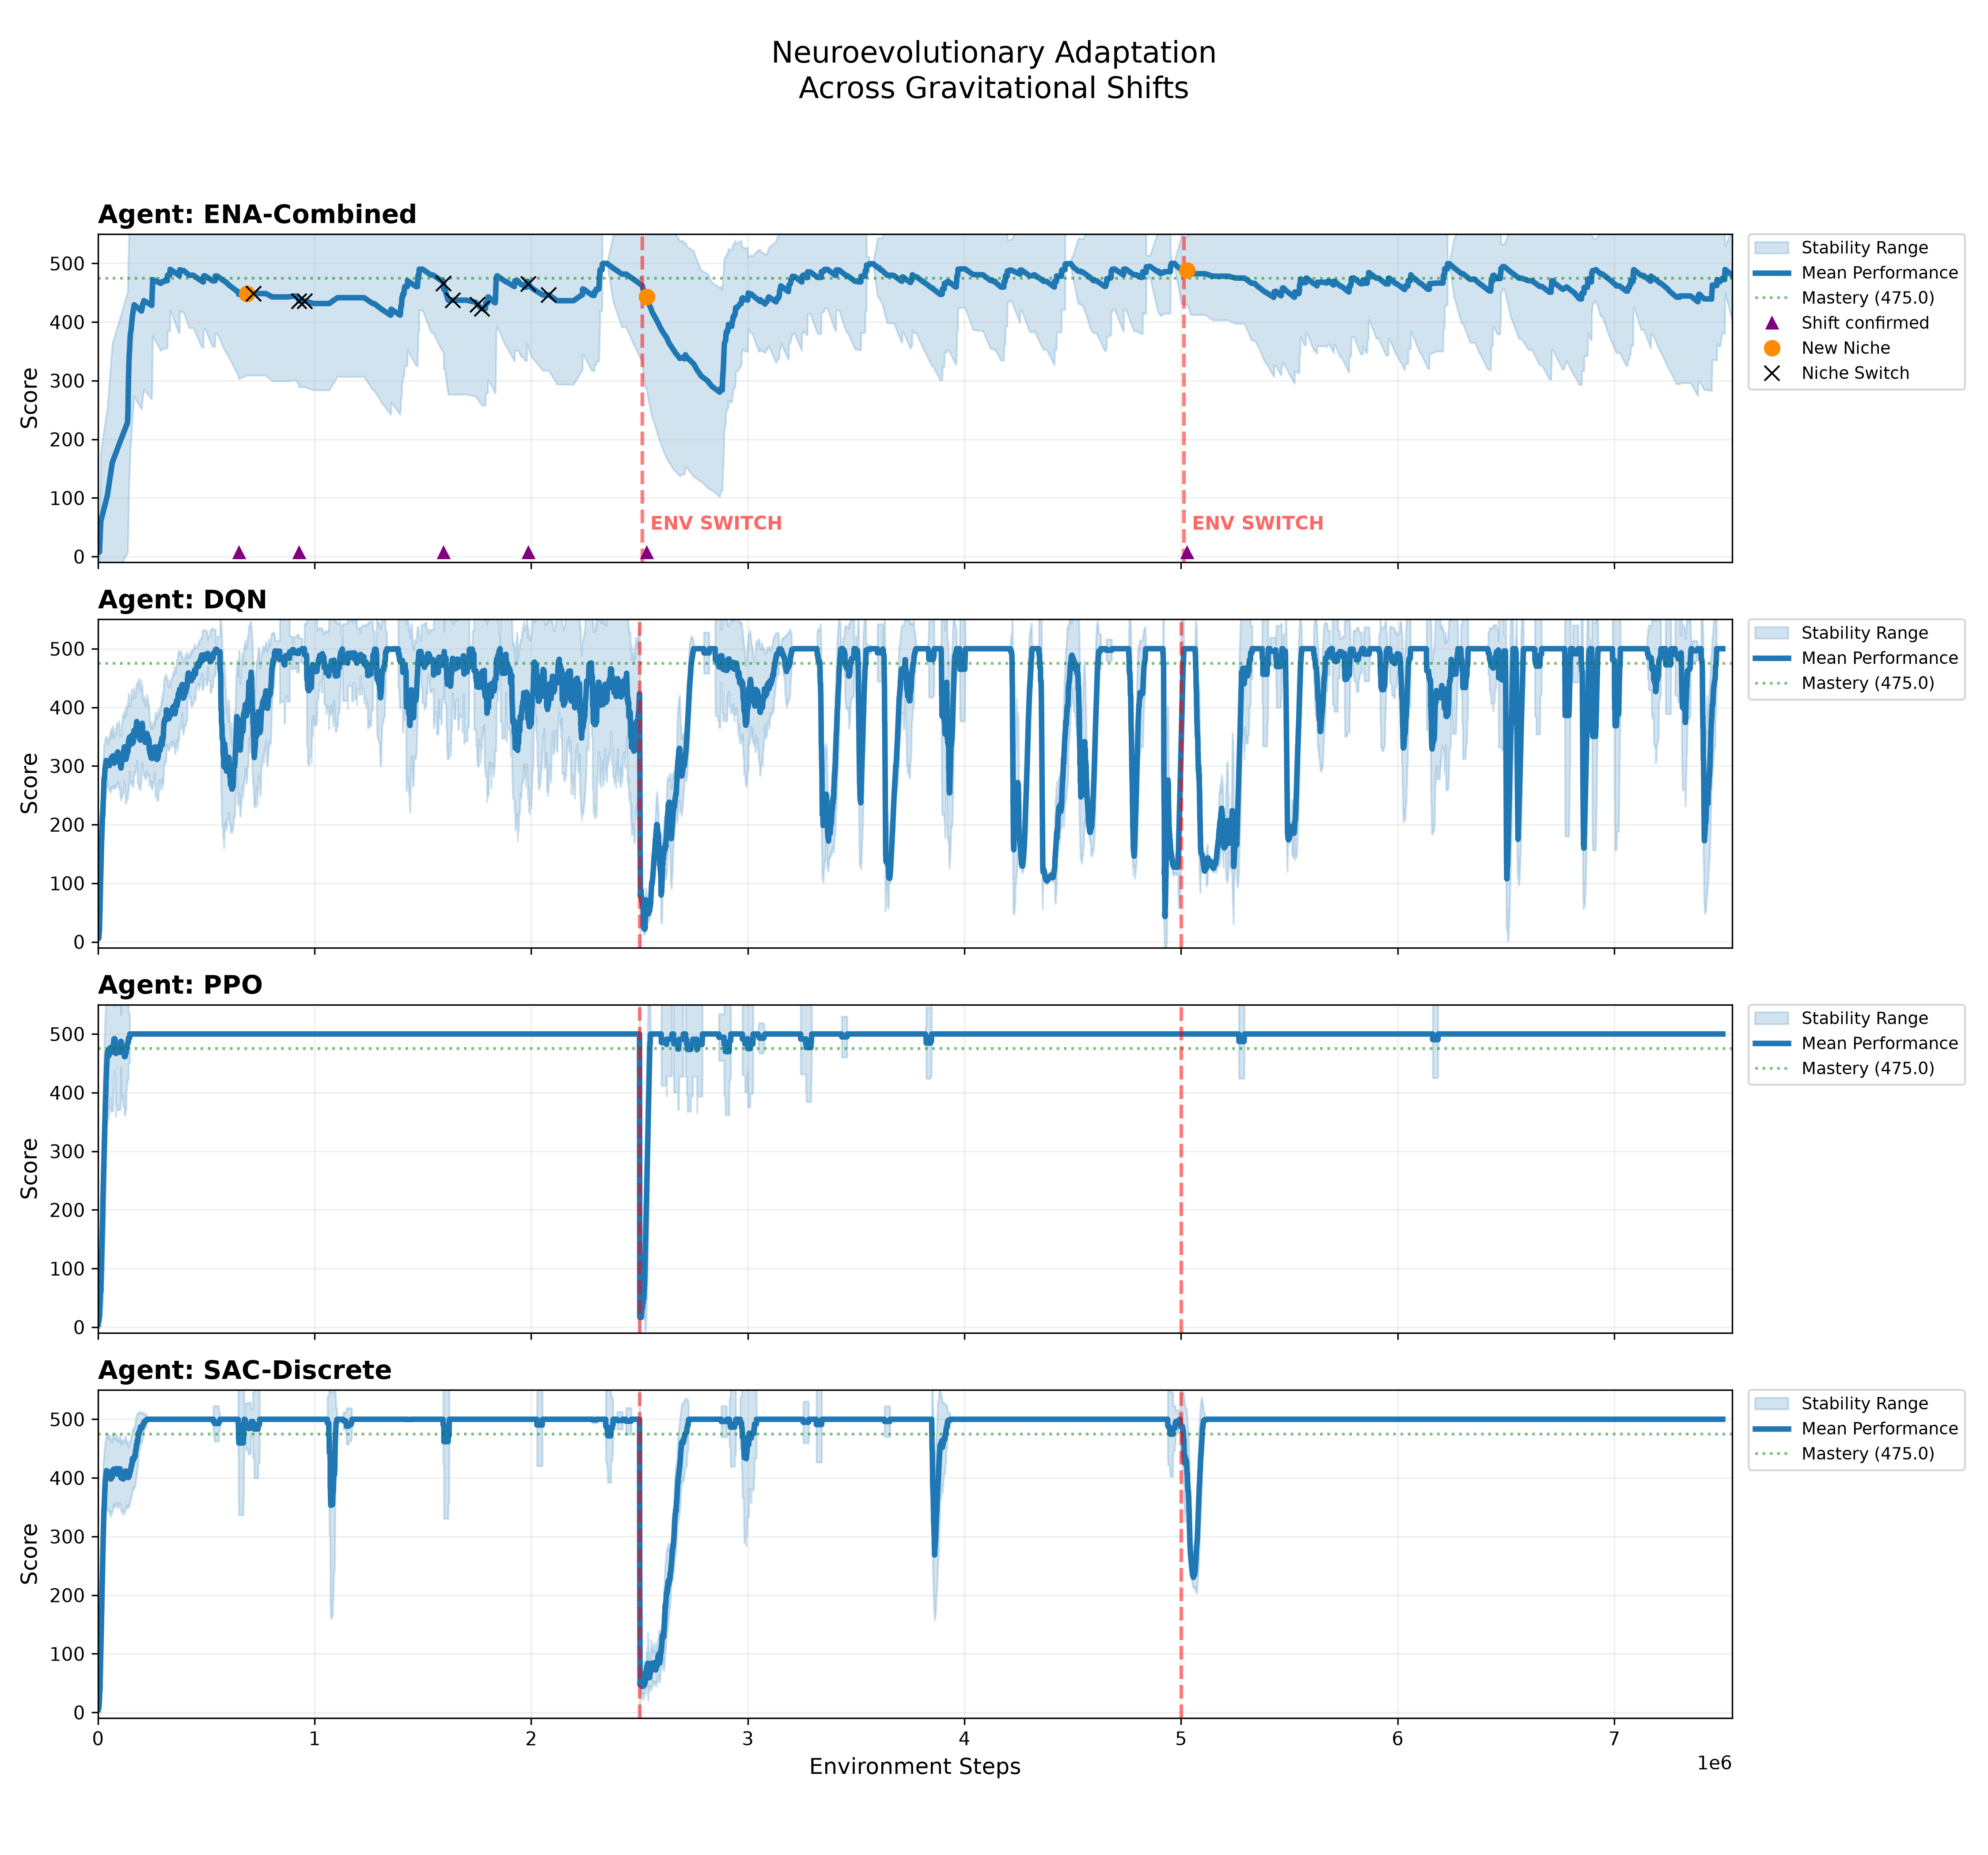 Neuroevolutionary Adaptation
Across Gravitational Shifts
Agent: ENA-Combined
500
400
300
200
100
0
Score
ENV SWITCH
ENV SWITCH
Stability Range
Mean Performance
Mastery (475.0)
Shift confirmed
New Niche
Niche Switch
Agent: DQN
500
400
300
200
100
0
Score
Stability Range
Mean Performance
Mastery (475.0)
Agent: PPO
500
400
300
200
100
0
Score
Stability Range
Mean Performance
Mastery (475.0)
Agent: SAC-Discrete
500
400
300
200
100
0
Score
Stability Range
Mean Performance
Mastery (475.0)
0 1 2 3 4 5 6 7
1e6
Environment Steps